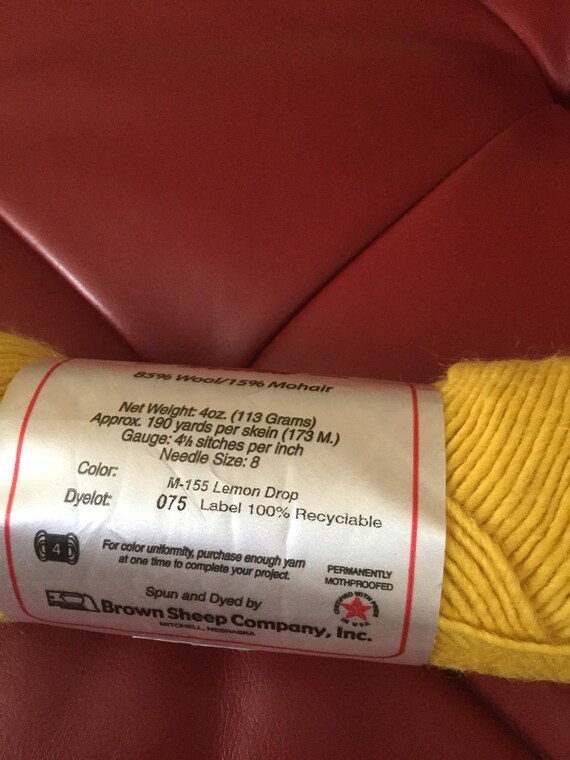 85% Wool/15% Mohair
Net Weight: 4oz. (113 Grams)
Approx. 190 yards per skein (173 M.)
Gauge: 4½ sitches per inch
Needle Size: 8
Color: M-155 Lemon Drop
Dyelot: 075 Label 100% Recyclable
4
For color uniformity, purchase enough yarn
at one time to complete your project.
PERMANENTLY
MOTHPROOFED
Spun and Dyed by
Brown Sheep Company, Inc.
MITCHELL, NEBRASKA